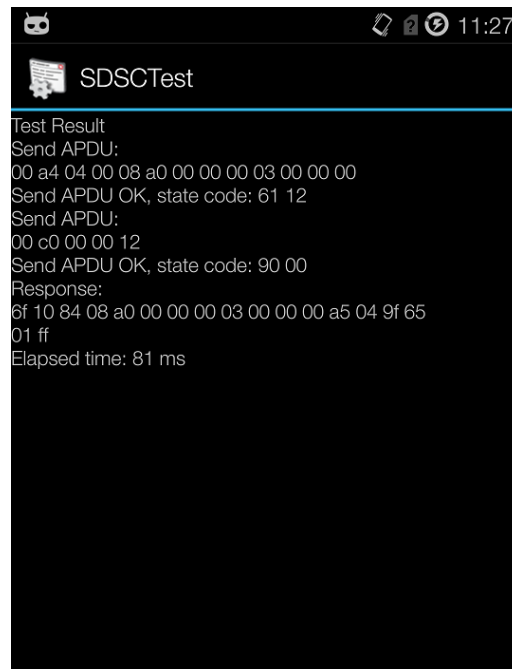 11:27
SDSCTest
Test Result
Send APDU:
00 a4 04 00 08 a0 00 00 00 03 00 00 00
Send APDU OK, state code: 61 12
Send APDU:
00 c0 00 00 12
Send APDU OK, state code: 90 00
Response:
6f 10 84 08 a0 00 00 00 03 00 00 00 a5 04 9f 65
01 ff
Elapsed time: 81 ms